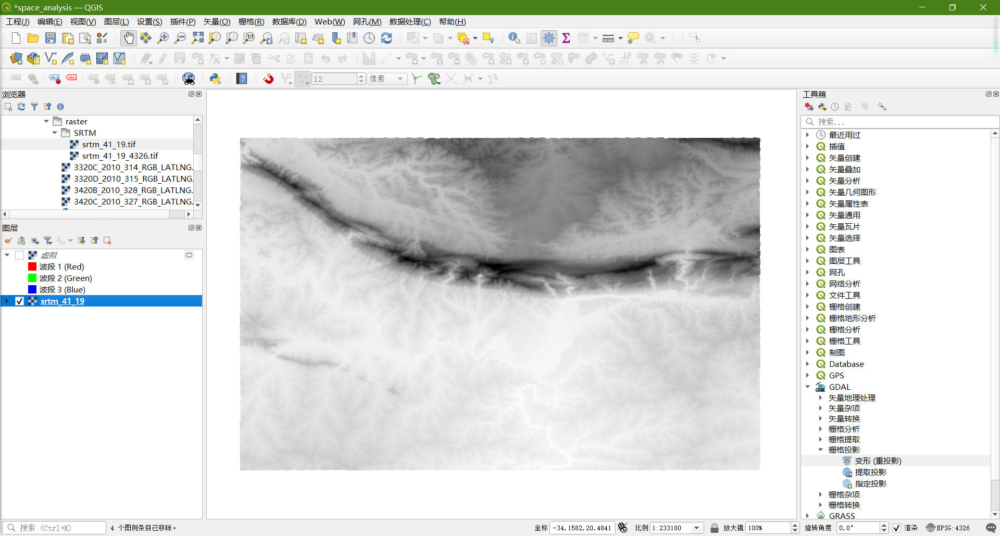 *space_analysis — QGIS
工程(J) 编辑(E) 视图(V) 图层(L) 设置(S) 插件(P) 矢量(O) 栅格(R) 数据库(D) Web(W) 网孔(M) 数据处理(C) 帮助(H)
12 像素
浏览器
raster
SRTM
srtm_41_19.tif
srtm_41_19_4326.tif
3320C_2010_314_RGB_LATLNG.
3320D_2010_315_RGB_LATLNG.
3420B_2010_328_RGB_LATLNG.
3420C_2010_327_RGB_LATLNG.
图层
虚拟
波段 1 (Red)
波段 2 (Green)
波段 3 (Blue)
srtm_41_19
工具箱
搜索...
最近用过
插值
矢量创建
矢量叠加
矢量分析
矢量几何图形
矢量属性表
矢量通用
矢量瓦片
矢量选择
图表
图层工具
网孔
网络分析
文件工具
栅格创建
栅格地形分析
栅格分析
栅格工具
制图
Database
GPS
GDAL
矢量地理处理
矢量杂项
矢量转换
栅格分析
栅格提取
栅格投影
变形 (重投影)
提取投影
指定投影
栅格杂项
栅格转换
GRASS
搜索 (Ctrl+K) 4 个图例条目已移除。 坐标 -34.1582,20.4841 比例 1:233180 放大镜 100% 旋转角度 0.0° 渲染 EPSG:4326